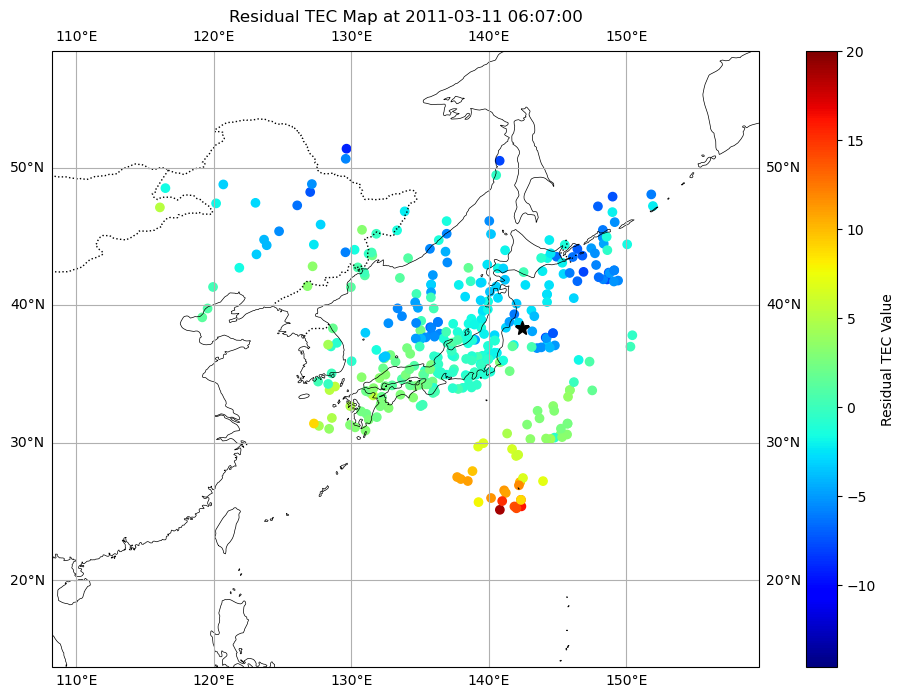 Residual TEC Map at 2011-03-11 06:07:00
110°E 120°E 130°E 140°E 150°E
50°N 50°N
40°N 40°N
30°N 30°N
20°N 20°N
110°E 120°E 130°E 140°E 150°E
20
15
10
5
0
−5
−10
Residual TEC Value